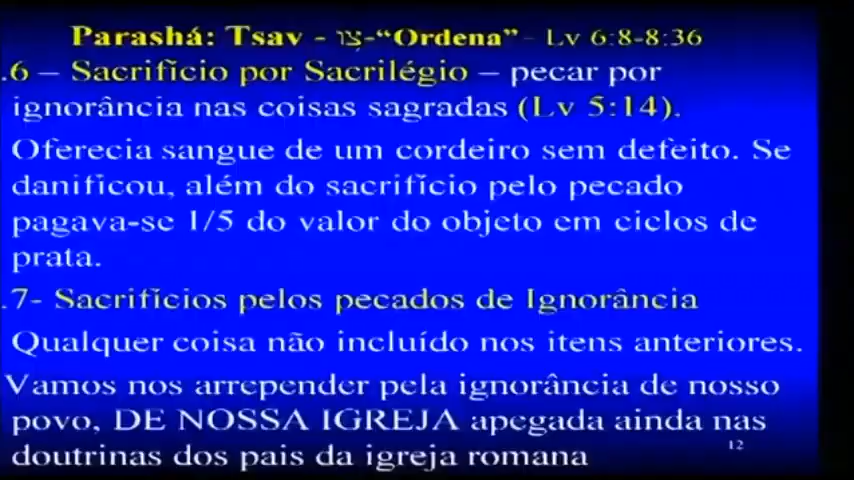 Parashá: Tsav - צַו-“Ordena” - Lv 6:8-8:36
.6 – Sacrifício por Sacrilégio – pecar por
ignorância nas coisas sagradas (Lv 5:14).
Oferecia sangue de um cordeiro sem defeito. Se
danificou, além do sacrifício pelo pecado
pagava-se 1/5 do valor do objeto em ciclos de
prata.
.7- Sacrifícios pelos pecados de Ignorância
Qualquer coisa não incluído nos itens anteriores.
Vamos nos arrepender pela ignorância de nosso
povo, DE NOSSA IGREJA apegada ainda nas
doutrinas dos pais da igreja romana
12